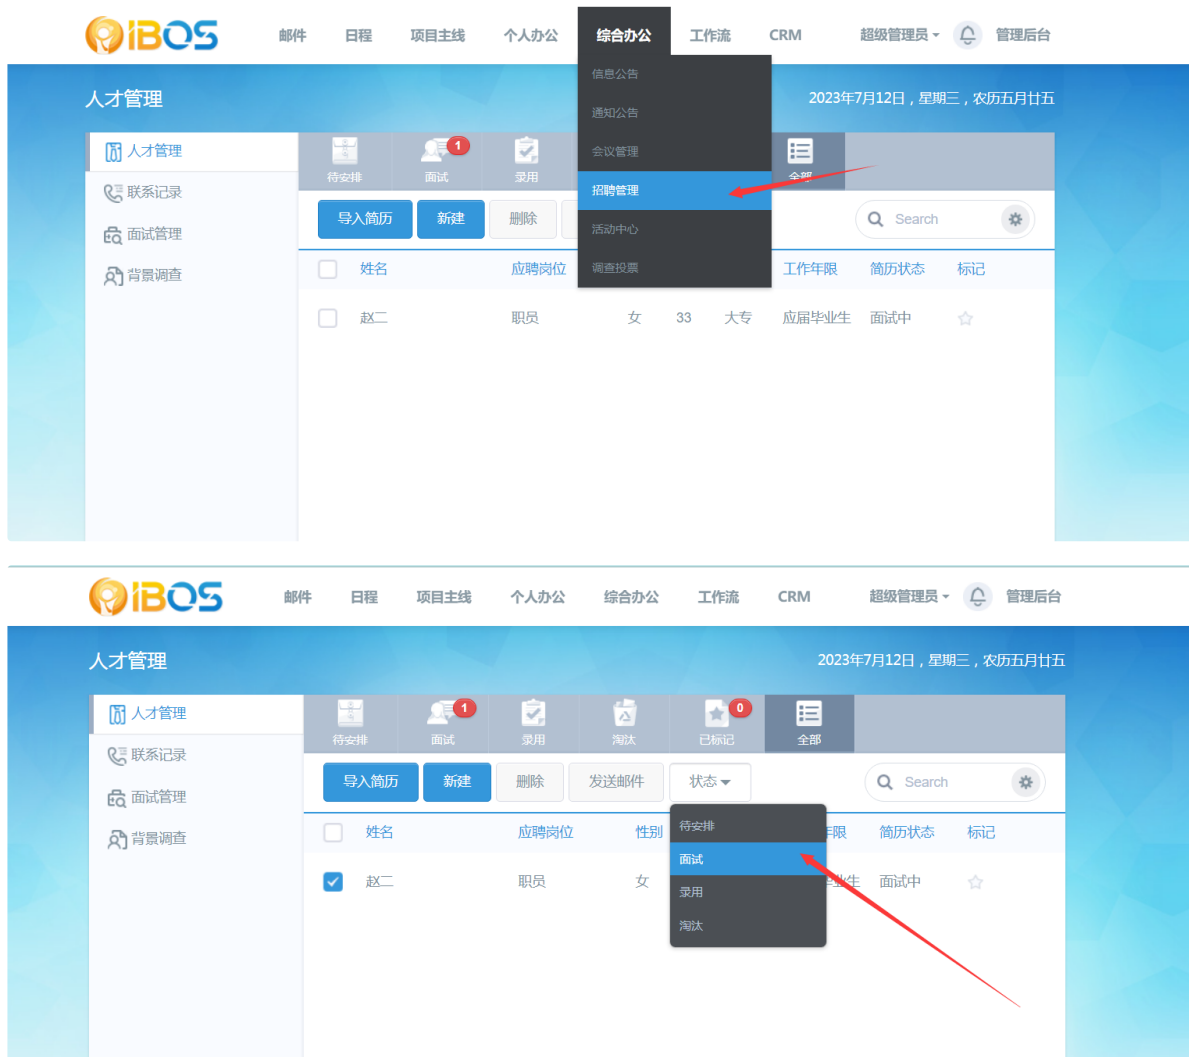 iBOS 邮件 日程 项目主线 个人办公 综合办公 工作流 CRM 超级管理员 管理后台
信息公告
人才管理 2023年7月12日，星期三，农历五月廿五
通知公告
人才管理 会议管理
1
待安排 面试 录用 全部
联系记录 招聘管理
导入简历 新建 删除 Search
面试管理 活动中心
背景调查 姓名 应聘岗位 调查投票 工作年限 简历状态 标记
赵二 职员 女 33 大专 应届毕业生 面试中
iBOS 邮件 日程 项目主线 个人办公 综合办公 工作流 CRM 超级管理员 管理后台
人才管理 2023年7月12日，星期三，农历五月廿五
人才管理 1 0
待安排 面试 录用 淘汰 已标记 全部
联系记录
导入简历 新建 删除 发送邮件 状态 Search
面试管理
待安排
背景调查 姓名 应聘岗位 性别 年限 简历状态 标记
面试
赵二 职员 女 毕业生 面试中
录用
淘汰